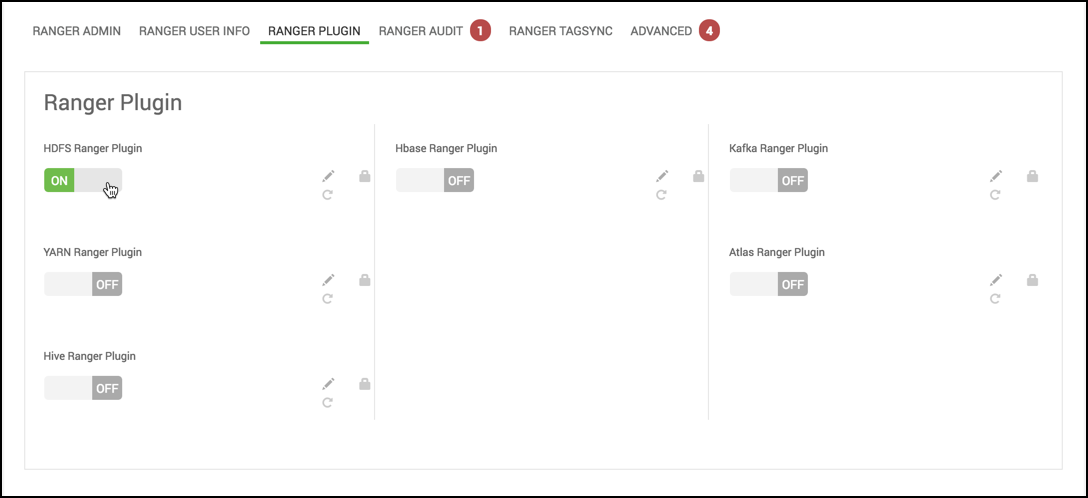 RANGER ADMIN RANGER USER INFO RANGER PLUGIN RANGER AUDIT 1 RANGER TAGSYNC ADVANCED 4
Ranger Plugin
HDFS Ranger Plugin
ON
YARN Ranger Plugin
OFF
Hive Ranger Plugin
OFF
Hbase Ranger Plugin
OFF
Kafka Ranger Plugin
OFF
Atlas Ranger Plugin
OFF